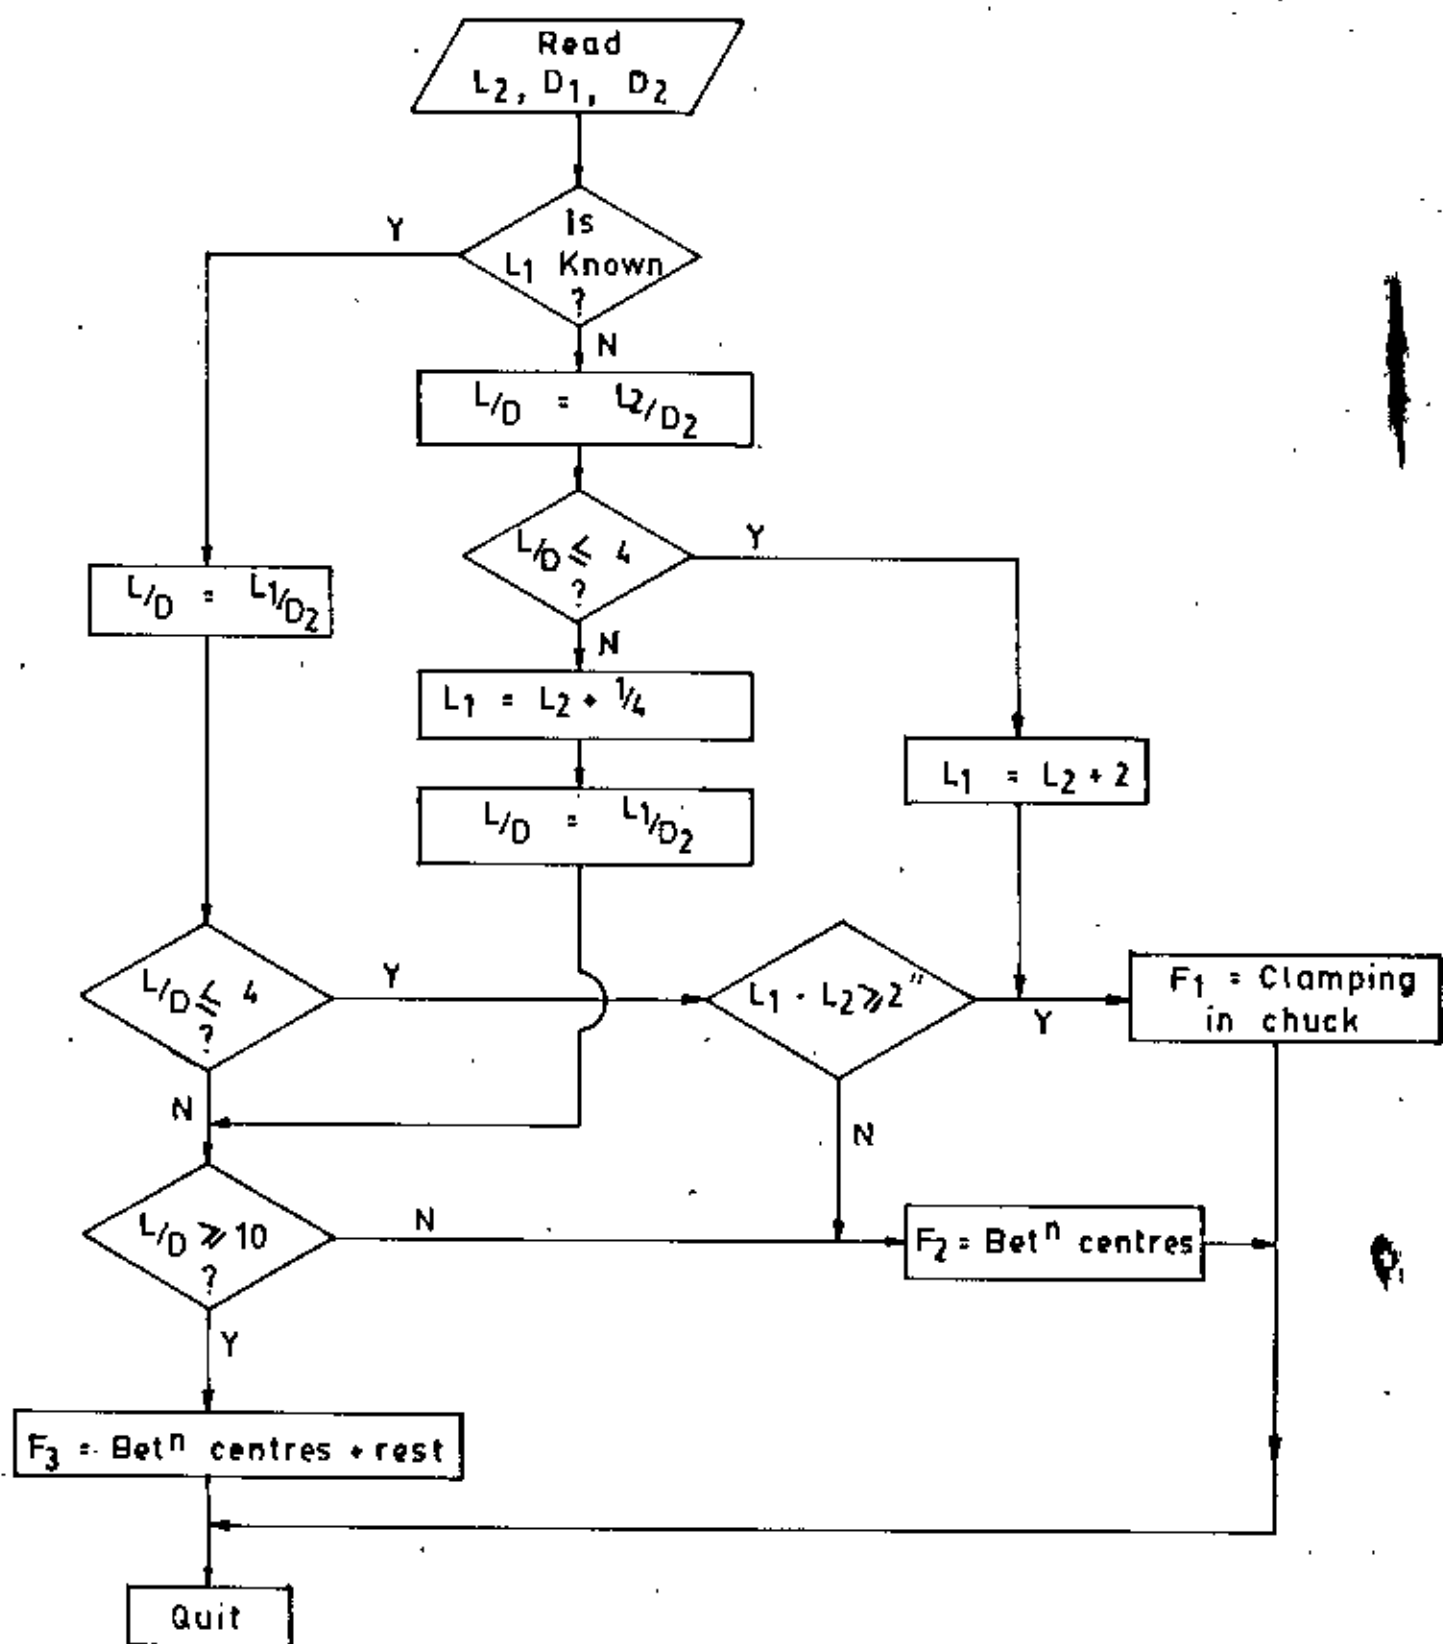 Read
L2, D1, D2
Is
L1 Known
?
Y
N
L/D = L2/D2
L/D ≤ 4
?
Y
N
L/D = L1/D2
L1 = L2 + 1/4
L/D = L1/D2
L1 = L2 + 2
L/D ≤ 4
?
Y
N
L1 - L2 ≥ 2"
Y
N
F1 = Clamping
in chuck
L/D ≥ 10
?
N
Y
F2 = Betⁿ centres
F3 = Betⁿ centres + rest
Quit